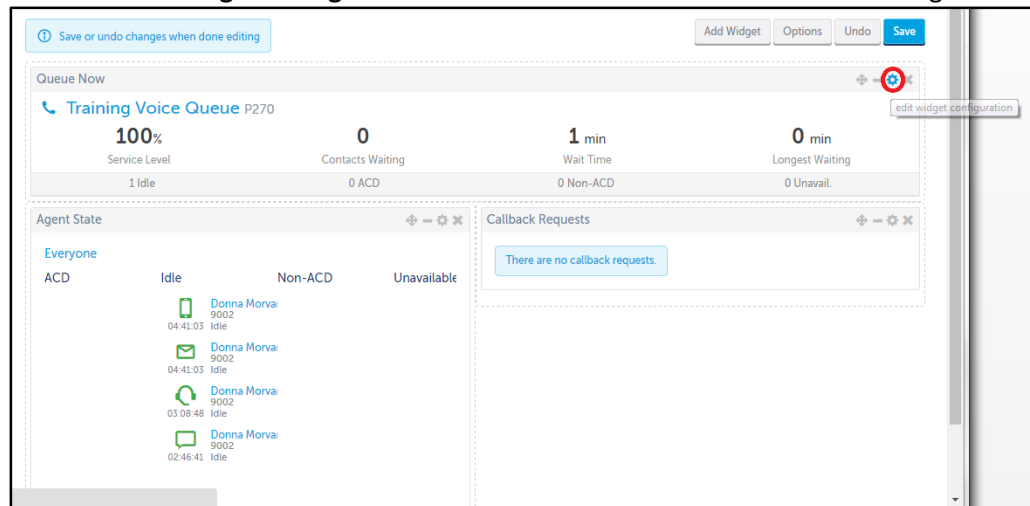 Save or undo changes when done editing
Add Widget Options Undo Save
Queue Now
edit widget configuration
Training Voice Queue P270
100% 0 1 min 0 min
Service Level Contacts Waiting Wait Time Longest Waiting
1 Idle 0 ACD 0 Non-ACD 0 Unavail.
Agent State
Everyone
ACD Idle Non-ACD Unavailable
Donna Morva
9002
04:41:03 Idle
Donna Morva
9002
04:41:03 Idle
Donna Morva
9002
03:08:48 Idle
Donna Morva
9002
02:46:41 Idle
Callback Requests
There are no callback requests.